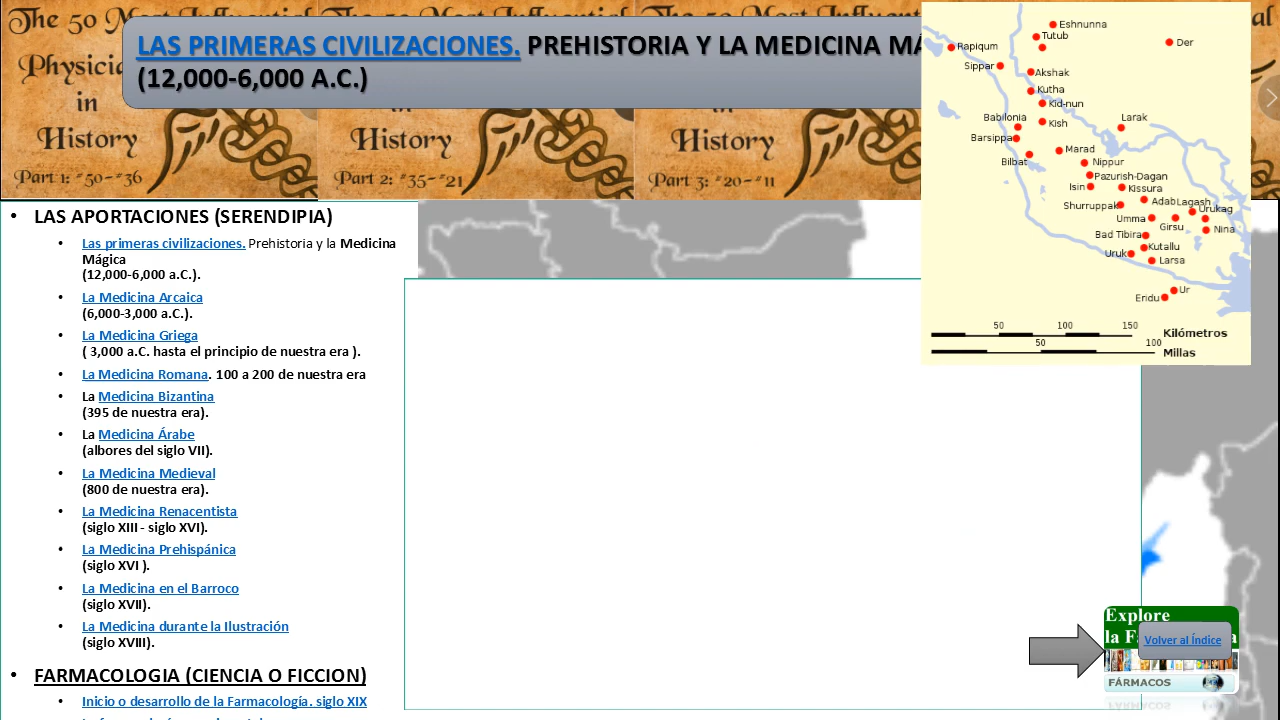 The 50 Most Influential
The 50 Most Influential
The 50 Most Influential
LAS PRIMERAS CIVILIZACIONES. PREHISTORIA Y LA MEDICINA
(12,000-6,000 A.C.)
in
History
History
History
Part 1: #50-#36
Part 2: #35-#21
Part 3: #20-#11
• LAS APORTACIONES (SERENDIPIA)
• Las primeras civilizaciones. Prehistoria y la Medicina
Mágica
(12,000-6,000 a.C.).
• La Medicina Arcaica
(6,000-3,000 a.C.).
• La Medicina Griega
( 3,000 a.C. hasta el principio de nuestra era ).
• La Medicina Romana. 100 a 200 de nuestra era
• La Medicina Bizantina
(395 de nuestra era).
• La Medicina Árabe
(albores del siglo VII).
• La Medicina Medieval
(800 de nuestra era).
• La Medicina Renacentista
(siglo XIII - siglo XVI).
• La Medicina Prehispánica
(siglo XVI ).
• La Medicina en el Barroco
(siglo XVII).
• La Medicina durante la Ilustración
(siglo XVIII).
• FARMACOLOGIA (CIENCIA O FICCION)
• Inicio o desarrollo de la Farmacología. siglo XIX
Eshnunna
Tutub
Der
Rapiqum
Sippar
Akshak
Kutha
Kid-nun
Babilonia
Kish
Larak
Barsippa
Marad
Bilbat
Nippur
Pazurish-Dagan
Isin
Kissura
Shurruppak
Adab
Lagash
Urukag
Umma
Girsu
Nina
Bad Tibira
Kutallu
Uruk
Larsa
Ur
Eridu
50 100 150
Kilómetros
50 100
Millas
Explore
la F
Volver al Índice
a
FÁRMACOS